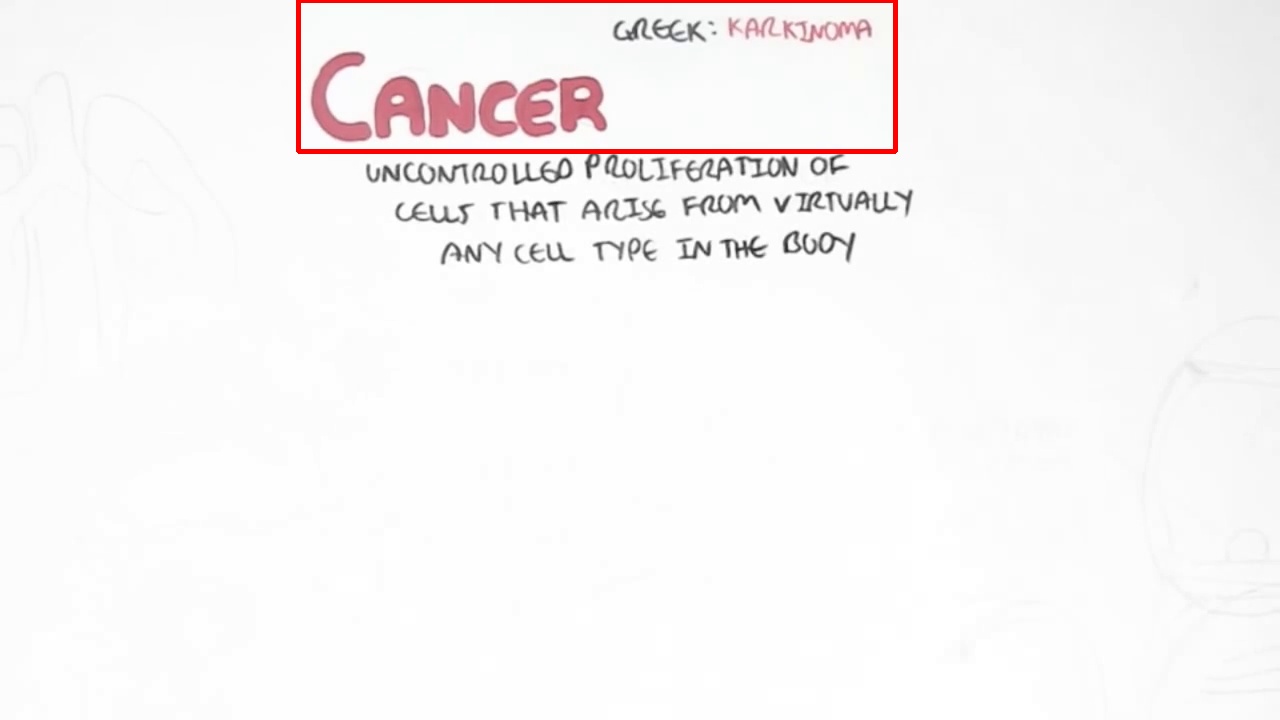 GREEK: KARKINOMA
CANCER
UNCONTROLLED PROLIFERATION OF
CELLS THAT ARISE FROM VIRTUALLY
ANY CELL TYPE IN THE BODY